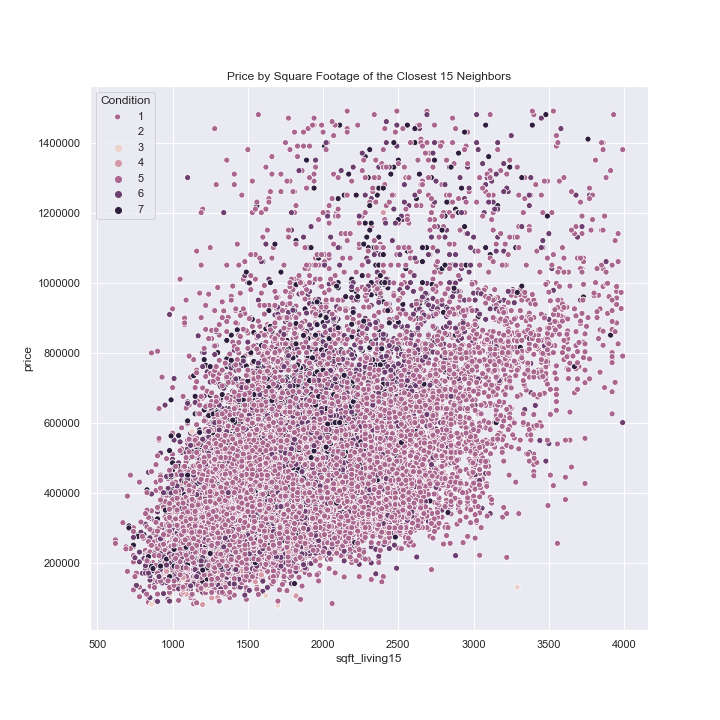 Price by Square Footage of the Closest 15 Neighbors
Condition
1
2
3
4
5
6
7
1400000
1200000
1000000
800000
600000
400000
200000
price
500 1000 1500 2000 2500 3000 3500 4000
sqft_living15